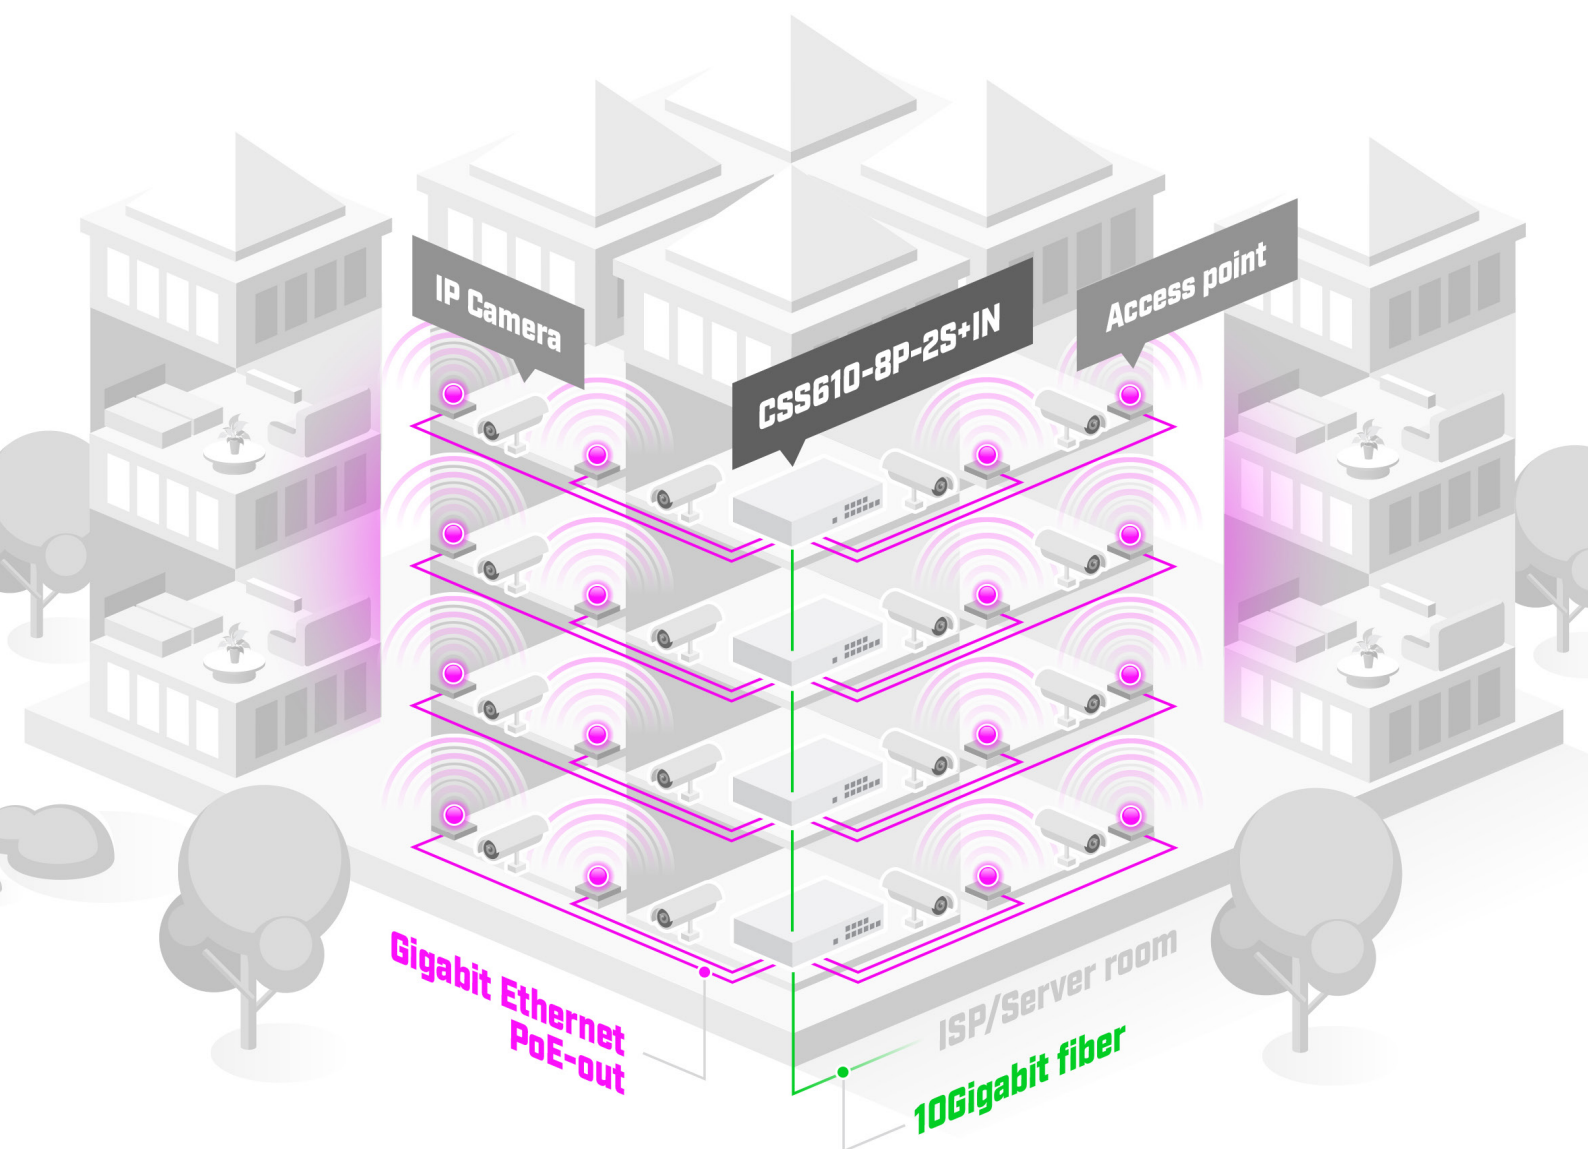 IP Camera
CSS610-8P-2S+IN
Access point
Gigabit Ethernet
PoE-out
ISP/Server room
10Gigabit fiber